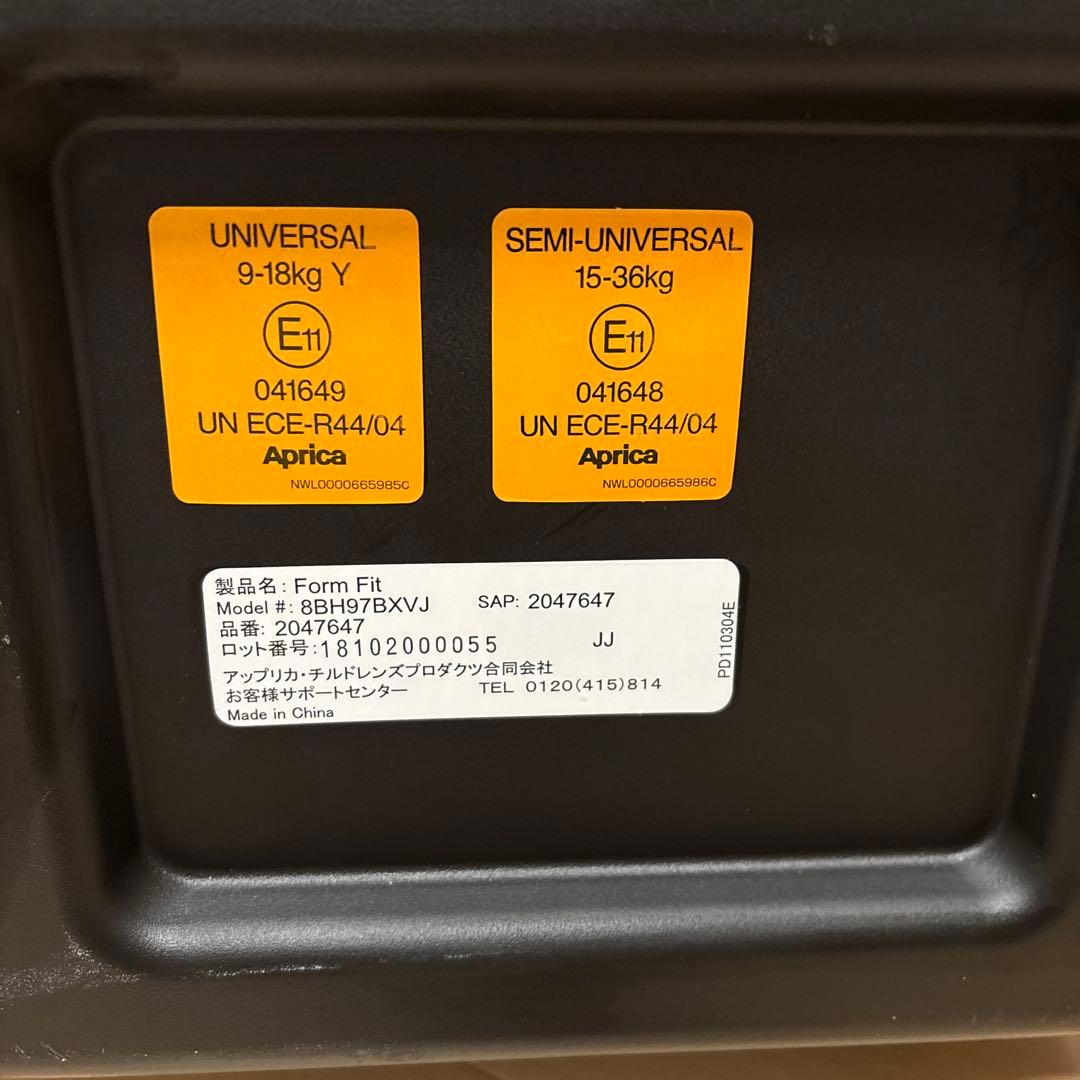 UNIVERSAL
9-18kg Y
E11
041649
UN ECE-R44/04
Aprica
NWL0000665985C
SEMI-UNIVERSAL
15-36kg
E11
041648
UN ECE-R44/04
Aprica
NWL0000665986C
製品名: Form Fit
Model #: 8BH97BXVJ SAP: 2047647
品番: 2047647
ロット番号:18102000055 JJ
アップリカ・チルドレンズプロダクツ合同会社
お客様サポートセンター TEL 0120(415)814
Made in China
PD110304E